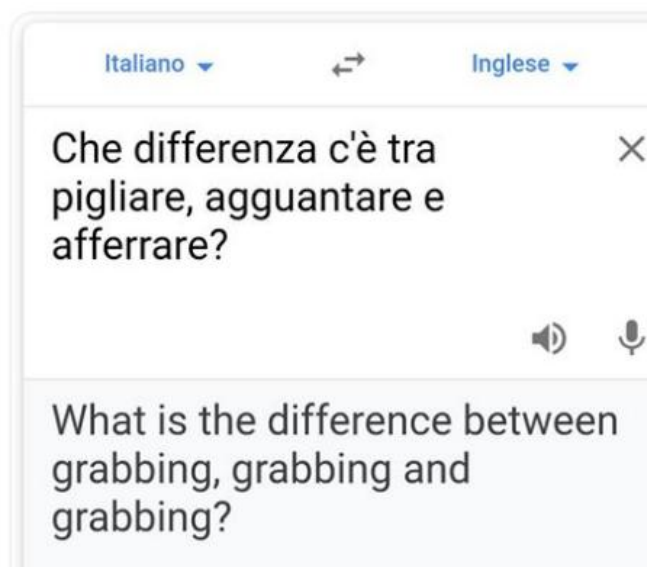 Italiano Inglese
Che differenza c'è tra
pigliare, agguantare e
afferrare?
What is the difference between
grabbing, grabbing and
grabbing?